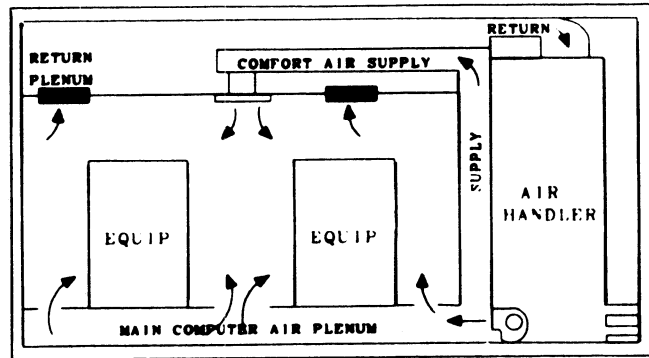 RETURN
RETURN
PLENUM
COMFORT AIR SUPPLY
SUPPLY
AIR
HANDLER
EQUIP
EQUIP
MAIN COMPUTER AIR PLENUM